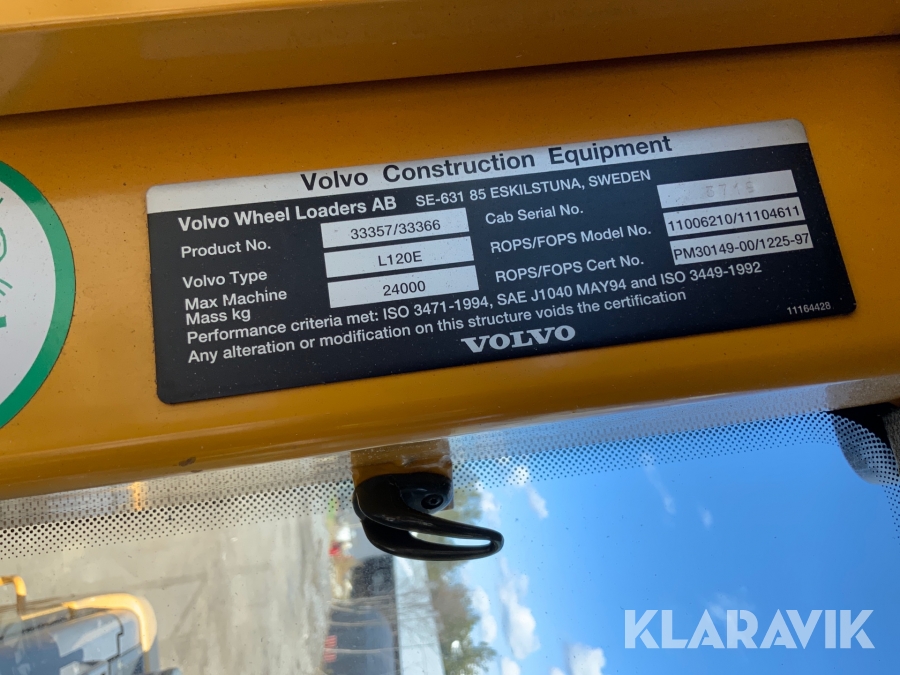 Volvo Construction Equipment
Volvo Wheel Loaders AB SE-631 85 ESKILSTUNA, SWEDEN
Product No. 33357/33366
Volvo Type L120E
Max Machine Mass kg 24000
Cab Serial No.
ROPS/FOPS Model No. 11006210/11104611
ROPS/FOPS Cert No. PM30149-00/1225-97
Performance criteria met: ISO 3471-1994, SAE J1040 MAY94 and ISO 3449-1992
Any alteration or modification on this structure voids the certification
VOLVO
11164428
KLARAVIK